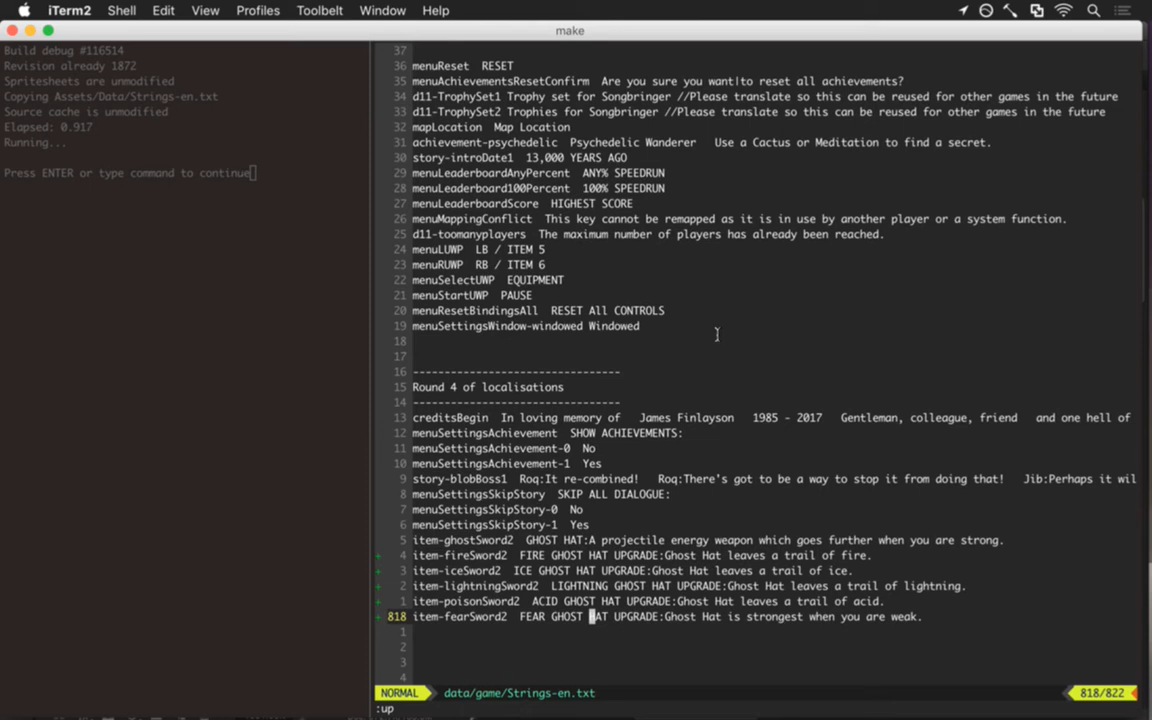 iTerm2 Shell Edit View Profiles Toolbelt Window Help
make
Build debug #116514
Revision already 1872
Spritesheets are unmodified
Copying Assets/Data/Strings-en.txt
Source cache is unmodified
Elapsed: 0.917
Running...
Press ENTER or type command to continue
37
36 menuReset RESET
35 menuAchievementsResetConfirm Are you sure you want|to reset all achievements?
34 d11-TrophySet1 Trophy set for Songbringer //Please translate so this can be reused for other games in the future
33 d11-TrophySet2 Trophies for Songbringer //Please translate so this can be reused for other games in the future
32 mapLocation Map Location
31 achievement-psychedelic Psychedelic Wanderer Use a Cactus or Meditation to find a secret.
30 story-introDate1 13,000 YEARS AGO
29 menuLeaderboardAnyPercent ANY% SPEEDRUN
28 menuLeaderboard100Percent 100% SPEEDRUN
27 menuLeaderboardScore HIGHEST SCORE
26 menuMappingConflict This key cannot be remapped as it is in use by another player or a system function.
25 d11-toomanyplayers The maximum number of players has already been reached.
24 menuLUWP LB / ITEM 5
23 menuRUWP RB / ITEM 6
22 menuSelectUWP EQUIPMENT
21 menuStartUWP PAUSE
20 menuResetBindingsAll RESET All CONTROLS
19 menuSettingsWindow-windowed Windowed
18
17
16 ---------------------------------
15 Round 4 of localisations
14 ---------------------------------
13 creditsBegin In loving memory of James Finlayson 1985 - 2017 Gentleman, colleague, friend and one hell of
12 menuSettingsAchievement SHOW ACHIEVEMENTS:
11 menuSettingsAchievement-0 No
10 menuSettingsAchievement-1 Yes
9 story-blobBoss1 Roq:It re-combined! Roq:There's got to be a way to stop it from doing that! Jib:Perhaps it wil
8 menuSettingsSkipStory SKIP ALL DIALOGUE:
7 menuSettingsSkipStory-0 No
6 menuSettingsSkipStory-1 Yes
5 item-ghostSword2 GHOST HAT:A projectile energy weapon which goes further when you are strong.
+ 4 item-fireSword2 FIRE GHOST HAT UPGRADE:Ghost Hat leaves a trail of fire.
+ 3 item-iceSword2 ICE GHOST HAT UPGRADE:Ghost Hat leaves a trail of ice.
+ 2 item-lightningSword2 LIGHTNING GHOST HAT UPGRADE:Ghost Hat leaves a trail of lightning.
+ 1 item-poisonSword2 ACID GHOST HAT UPGRADE:Ghost Hat leaves a trail of acid.
+ 818 item-fearSword2 FEAR GHOST HAT UPGRADE:Ghost Hat is strongest when you are weak.
1
2
3
4
NORMAL data/game/Strings-en.txt 818/822
:up